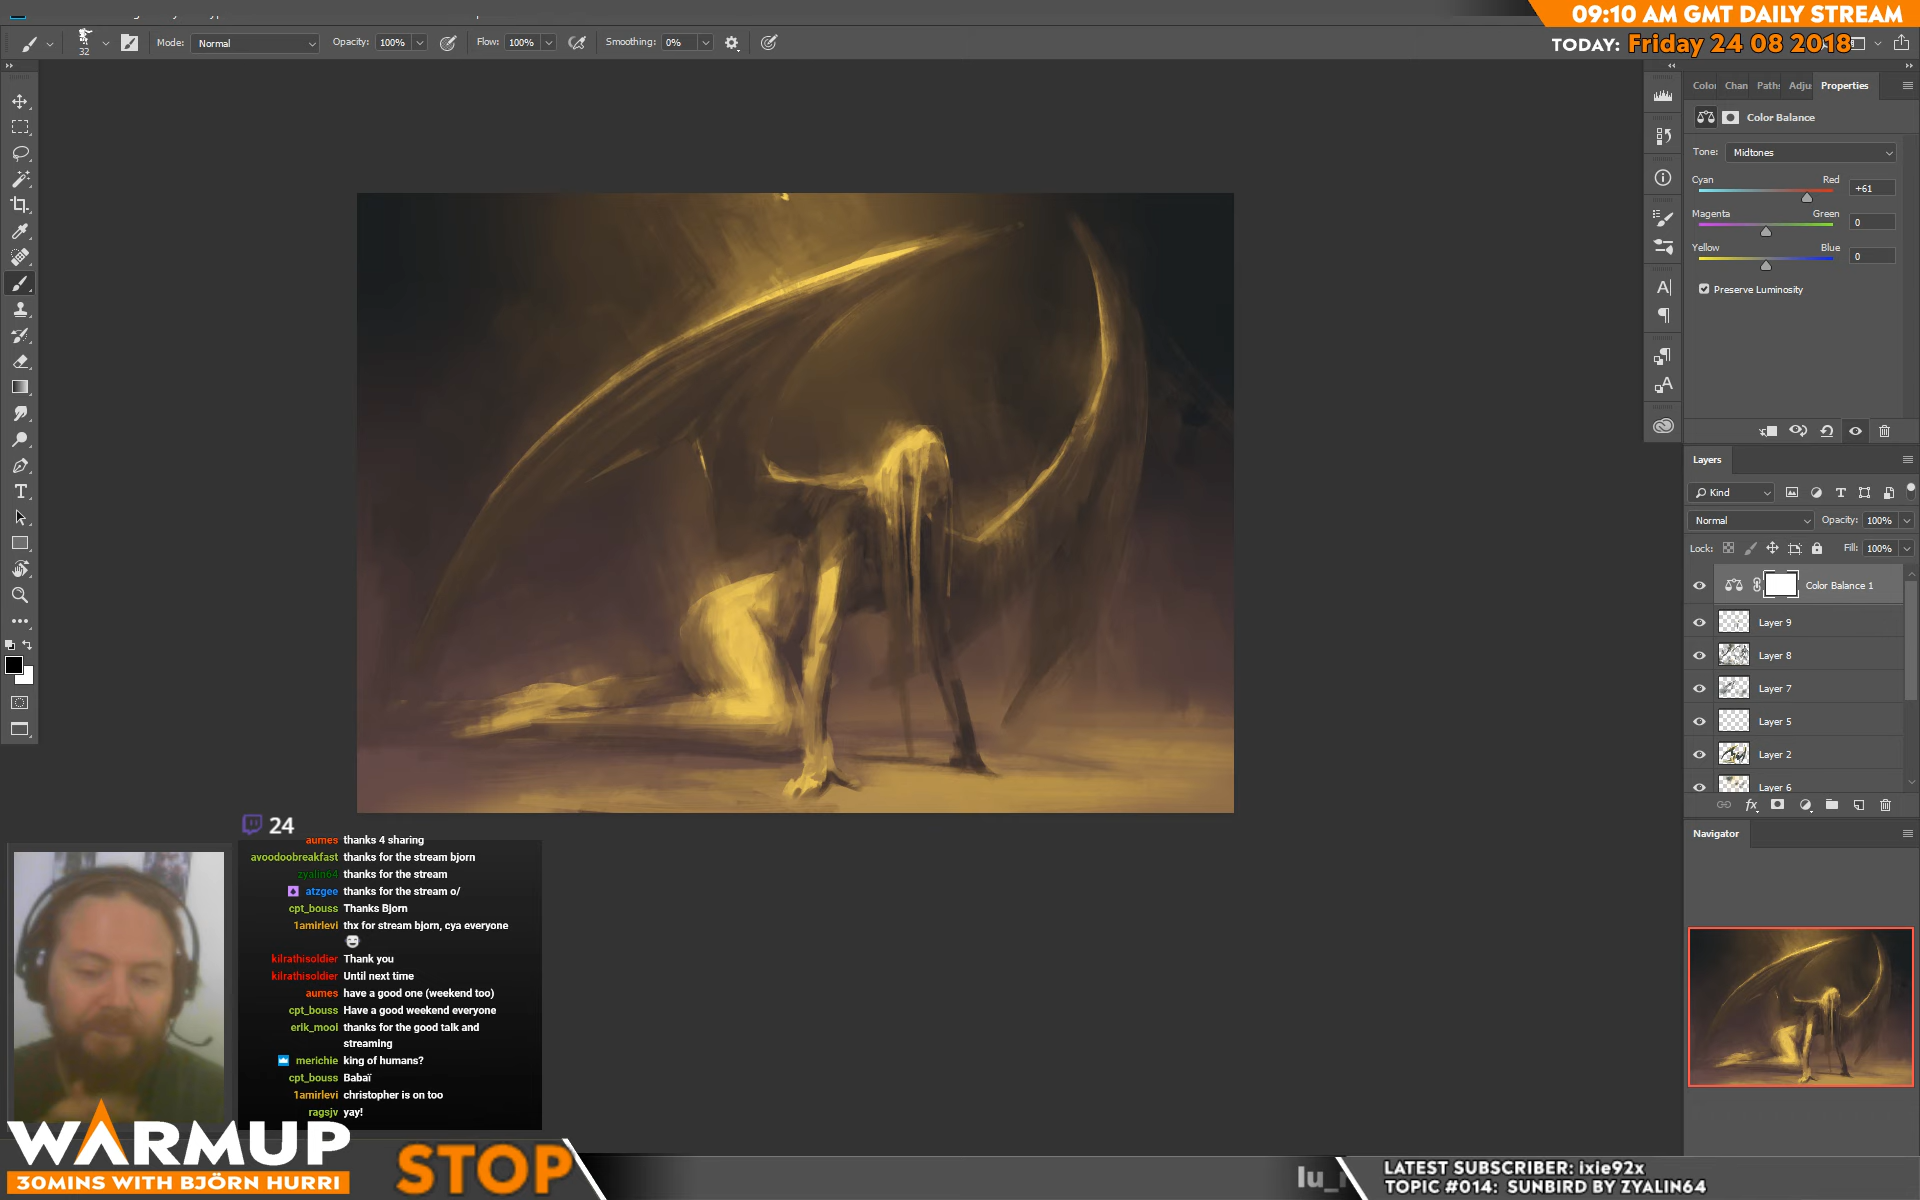 09:10 AM GMT DAILY STREAM
TODAY: Friday 24 08 2018
32
Mode: Normal
Opacity: 100%
Flow: 100%
Smoothing: 0%
Chan
Properties
Color Balance
Tone: Midtones
Cyan Red +61
Magenta Green 0
Yellow Blue 0
Preserve Luminosity
Layers
Kind
Normal Opacity: 100%
Lock: Fill: 100%
Color Balance 1
Layer 9
Layer 8
Layer 7
Layer 5
Layer 2
Layer 6
Navigator
24
aumes thanks 4 sharing
avoodoobreakfast thanks for the stream bjorn
zyalin64 thanks for the stream
atzgee thanks for the stream o/
cpt_bouss Thanks Bjorn
1amirlevi thx for stream bjorn, cya everyone
kilrathisoldier Thank you
kilrathisoldier Until next time
aumes have a good one (weekend too)
cpt_bouss Have a good weekend everyone
erik_mooi thanks for the good talk and
streaming
merichie king of humans?
cpt_bouss Babaï
1amirlevi christopher is on too
ragsjv yay!
WARMUP
30MINS WITH BJÖRN HURRI
STOP
lu_
LATEST SUBSCRIBER: ixie92x
TOPIC #014: SUNBIRD BY ZYALIN64